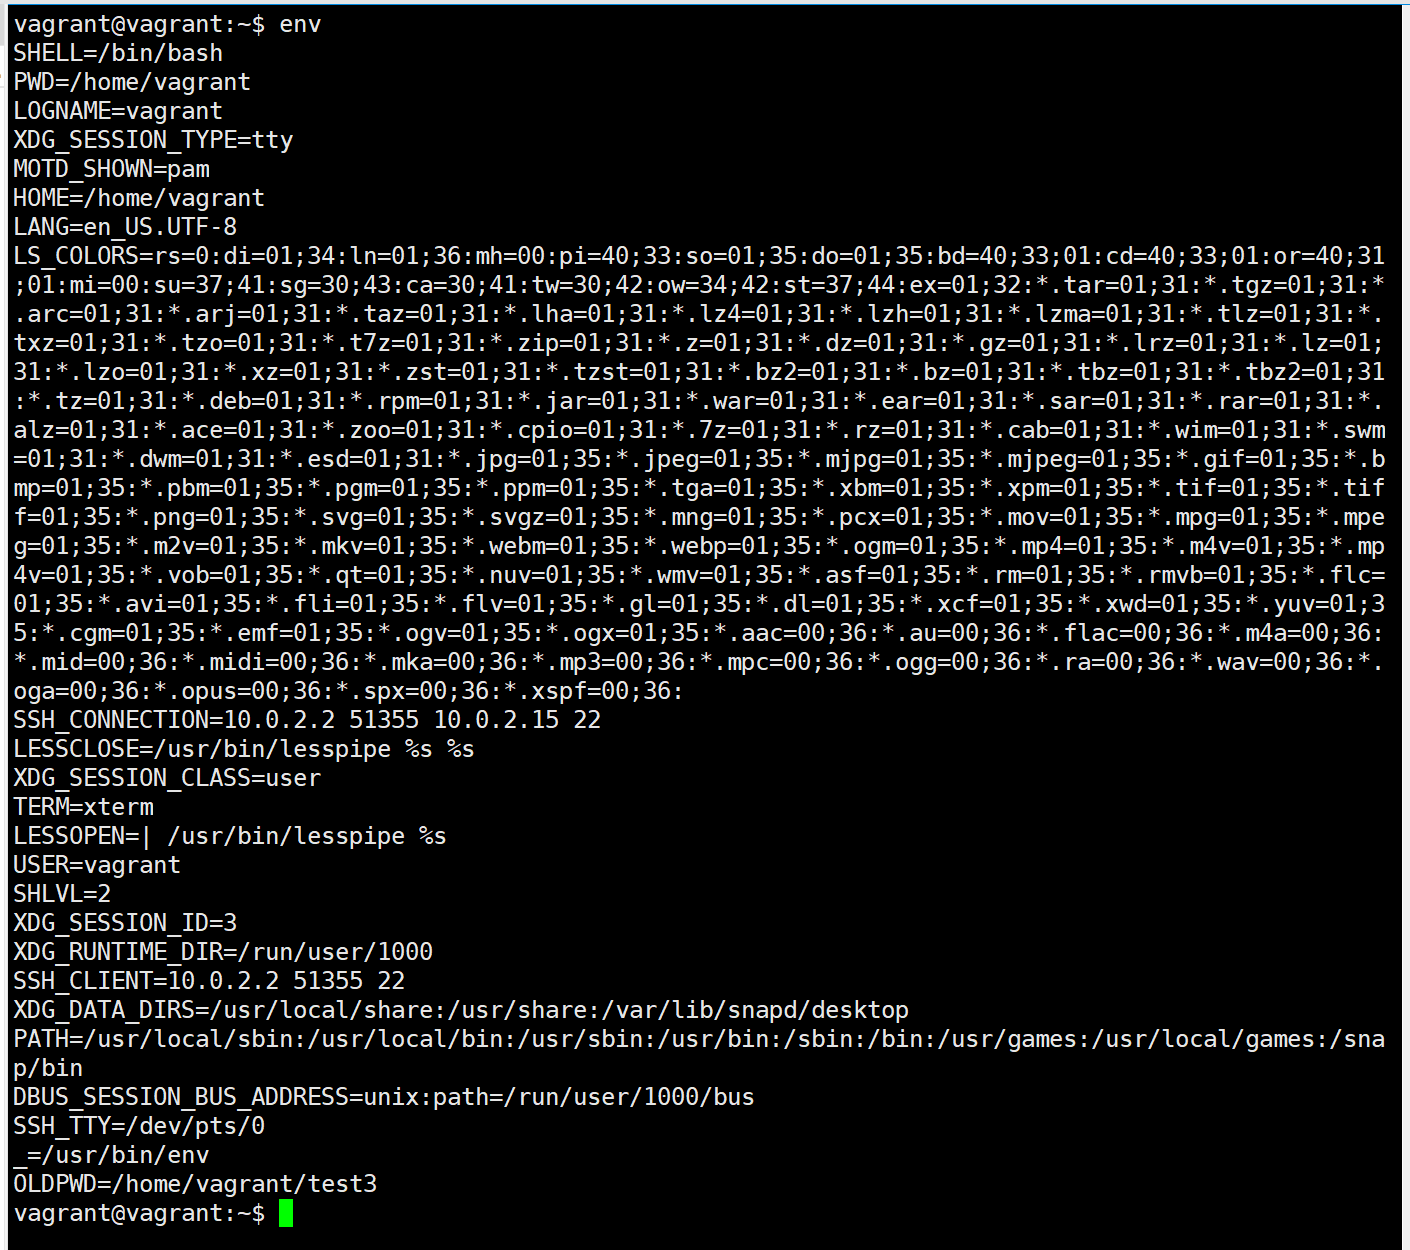 vagrant@vagrant:~$ env
SHELL=/bin/bash
PWD=/home/vagrant
LOGNAME=vagrant
XDG_SESSION_TYPE=tty
MOTD_SHOWN=pam
HOME=/home/vagrant
LANG=en_US.UTF-8
LS_COLORS=rs=0:di=01;34:ln=01;36:mh=00:pi=40;33:so=01;35:do=01;35:bd=40;33;01:cd=40;33;01:or=40;31
;01:mi=00:su=37;41:sg=30;43:ca=30;41:tw=30;42:ow=34;42:st=37;44:ex=01;32:*.tar=01;31:*.tgz=01;31:*
.arc=01;31:*.arj=01;31:*.taz=01;31:*.lha=01;31:*.lz4=01;31:*.lzh=01;31:*.lzma=01;31:*.tlz=01;31:*.
txz=01;31:*.tzo=01;31:*.t7z=01;31:*.zip=01;31:*.z=01;31:*.dz=01;31:*.gz=01;31:*.lrz=01;31:*.lz=01;
31:*.lzo=01;31:*.xz=01;31:*.zst=01;31:*.tzst=01;31:*.bz2=01;31:*.bz=01;31:*.tbz=01;31:*.tbz2=01;31
:*.tz=01;31:*.deb=01;31:*.rpm=01;31:*.jar=01;31:*.war=01;31:*.ear=01;31:*.sar=01;31:*.rar=01;31:*.
alz=01;31:*.ace=01;31:*.zoo=01;31:*.cpio=01;31:*.7z=01;31:*.rz=01;31:*.cab=01;31:*.wim=01;31:*.swm
=01;31:*.dwm=01;31:*.esd=01;31:*.jpg=01;35:*.jpeg=01;35:*.mjpg=01;35:*.mjpeg=01;35:*.gif=01;35:*.b
mp=01;35:*.pbm=01;35:*.pgm=01;35:*.ppm=01;35:*.tga=01;35:*.xbm=01;35:*.xpm=01;35:*.tif=01;35:*.tif
f=01;35:*.png=01;35:*.svg=01;35:*.svgz=01;35:*.mng=01;35:*.pcx=01;35:*.mov=01;35:*.mpg=01;35:*.mpe
g=01;35:*.m2v=01;35:*.mkv=01;35:*.webm=01;35:*.webp=01;35:*.ogm=01;35:*.mp4=01;35:*.m4v=01;35:*.mp
4v=01;35:*.vob=01;35:*.qt=01;35:*.nuv=01;35:*.wmv=01;35:*.asf=01;35:*.rm=01;35:*.rmvb=01;35:*.flc=
01;35:*.avi=01;35:*.fli=01;35:*.flv=01;35:*.gl=01;35:*.dl=01;35:*.xcf=01;35:*.xwd=01;35:*.yuv=01;3
5:*.cgm=01;35:*.emf=01;35:*.ogv=01;35:*.ogx=01;35:*.aac=00;36:*.au=00;36:*.flac=00;36:*.m4a=00;36:
*.mid=00;36:*.midi=00;36:*.mka=00;36:*.mp3=00;36:*.mpc=00;36:*.ogg=00;36:*.ra=00;36:*.wav=00;36:*.
oga=00;36:*.opus=00;36:*.spx=00;36:*.xspf=00;36:
SSH_CONNECTION=10.0.2.2 51355 10.0.2.15 22
LESSCLOSE=/usr/bin/lesspipe %s %s
XDG_SESSION_CLASS=user
TERM=xterm
LESSOPEN=| /usr/bin/lesspipe %s
USER=vagrant
SHLVL=2
XDG_SESSION_ID=3
XDG_RUNTIME_DIR=/run/user/1000
SSH_CLIENT=10.0.2.2 51355 22
XDG_DATA_DIRS=/usr/local/share:/usr/share:/var/lib/snapd/desktop
PATH=/usr/local/sbin:/usr/local/bin:/usr/sbin:/usr/bin:/sbin:/bin:/usr/games:/usr/local/games:/sna
p/bin
DBUS_SESSION_BUS_ADDRESS=unix:path=/run/user/1000/bus
SSH_TTY=/dev/pts/0
_=/usr/bin/env
OLDPWD=/home/vagrant/test3
vagrant@vagrant:~$